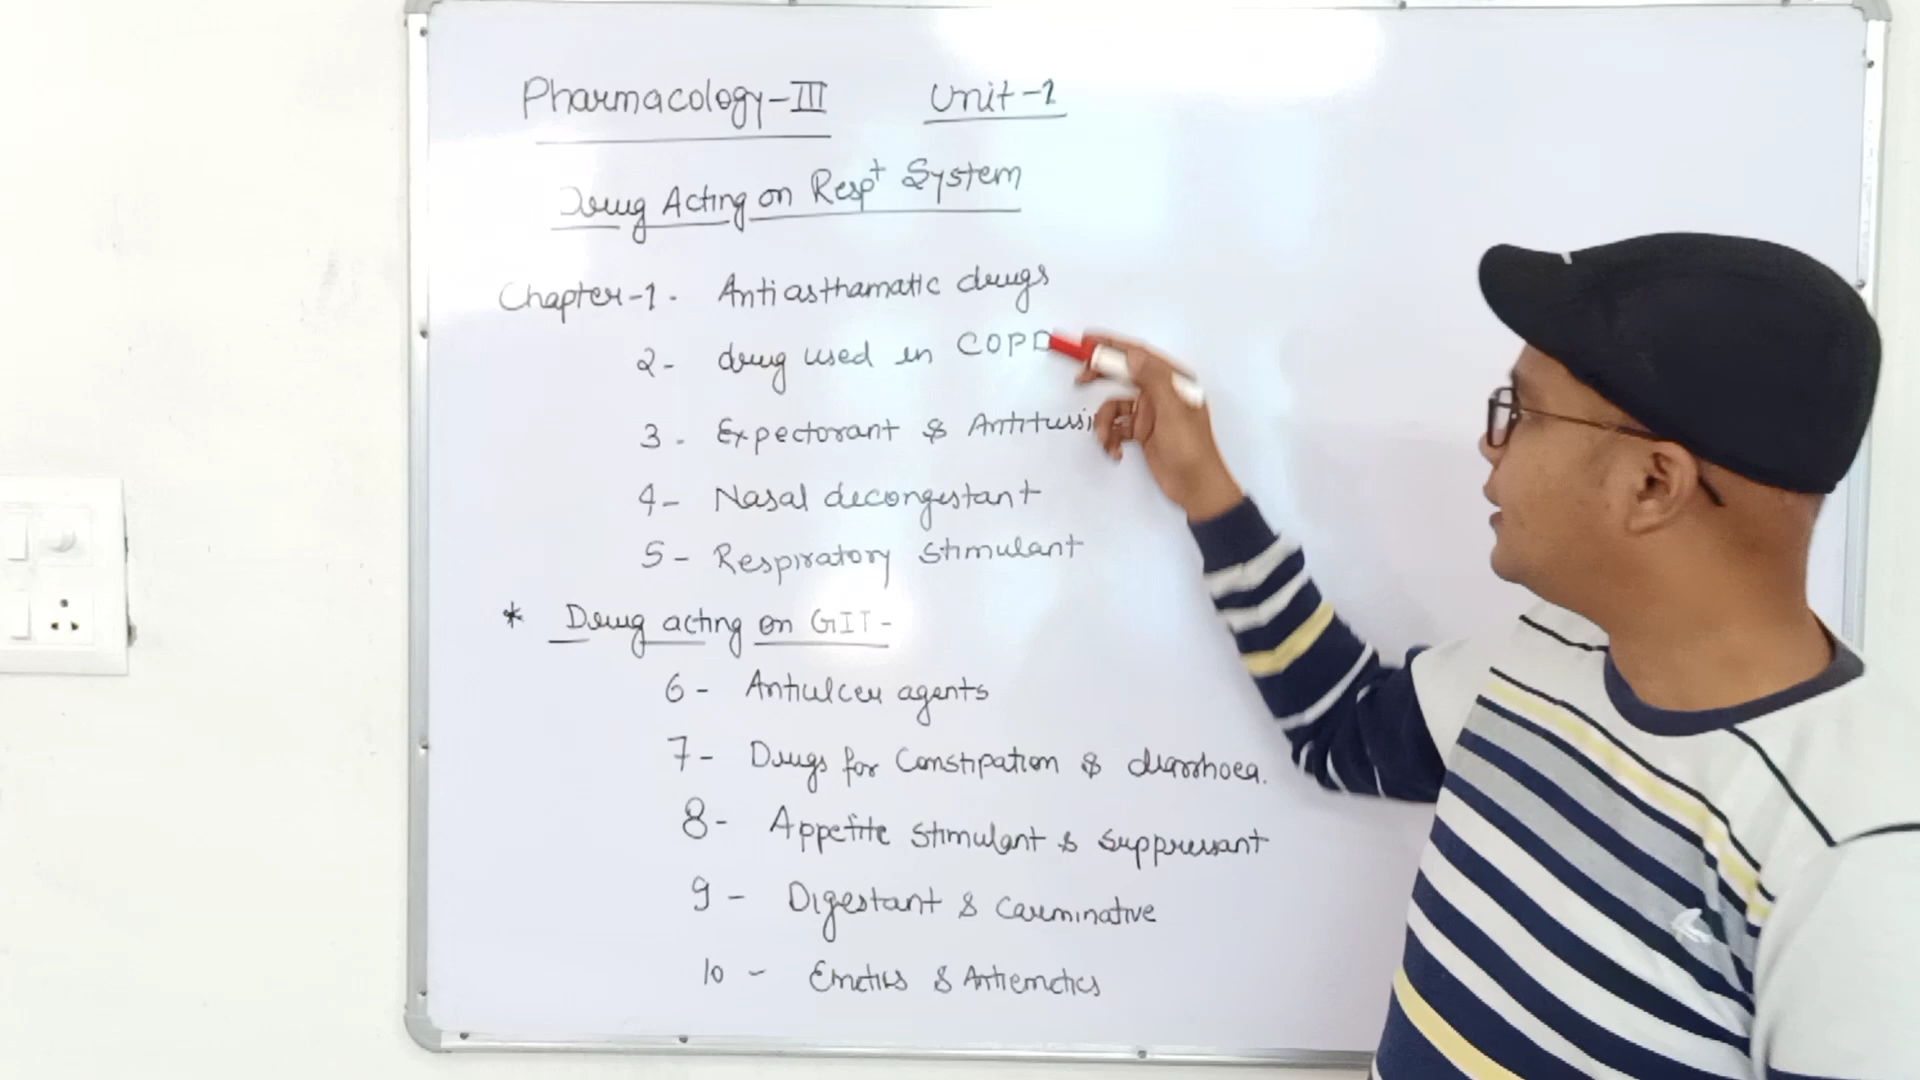 Pharmacology-III Unit-1
Drug Acting on Resp^t System
Chapter-1. Antiasthamatic drugs
2- drug used in COPD
3. Expectorant & Antitussi
4- Nasal decongestant
5- Respiratory stimulant
* Drug acting on GIT-
6- Antiulcer agents
7- Drugs for Constipation & diarrhoea.
8- Appetite stimulant & suppressant
9- Digestant & Carminative
10- Emetics & Antiemetics